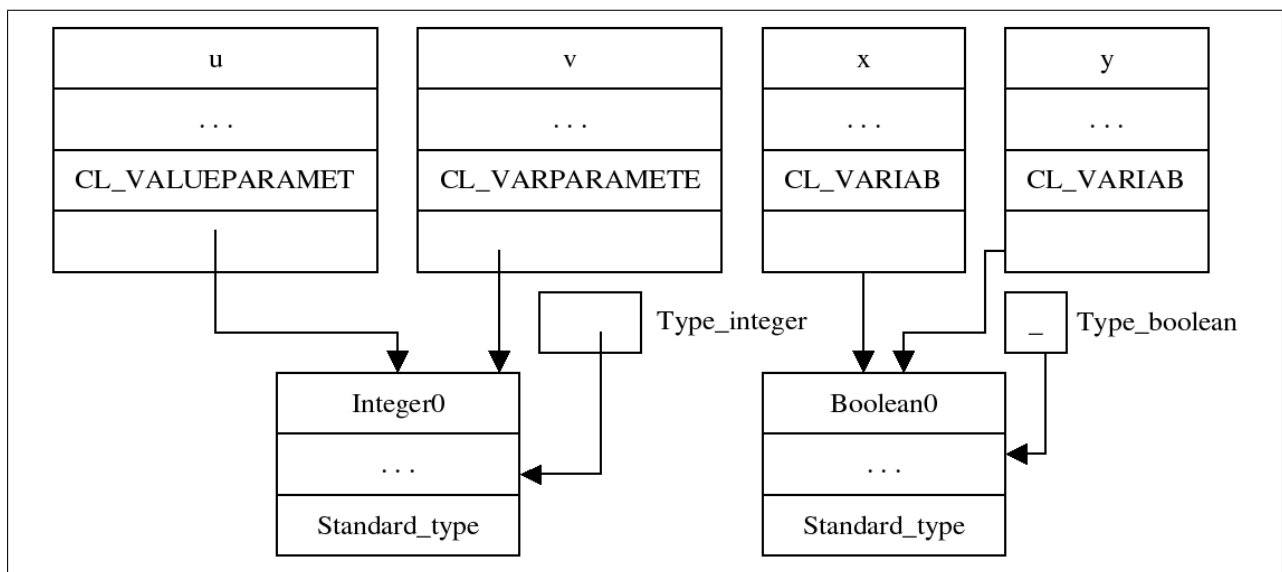 u
v
x
y
. . .
. . .
. . .
. . .
CL_VALUEPARAMET
CL_VARPARAMETE
CL_VARIAB
CL_VARIAB
Type_integer
_
Type_boolean
Integer0
Boolean0
. . .
. . .
Standard_type
Standard_type